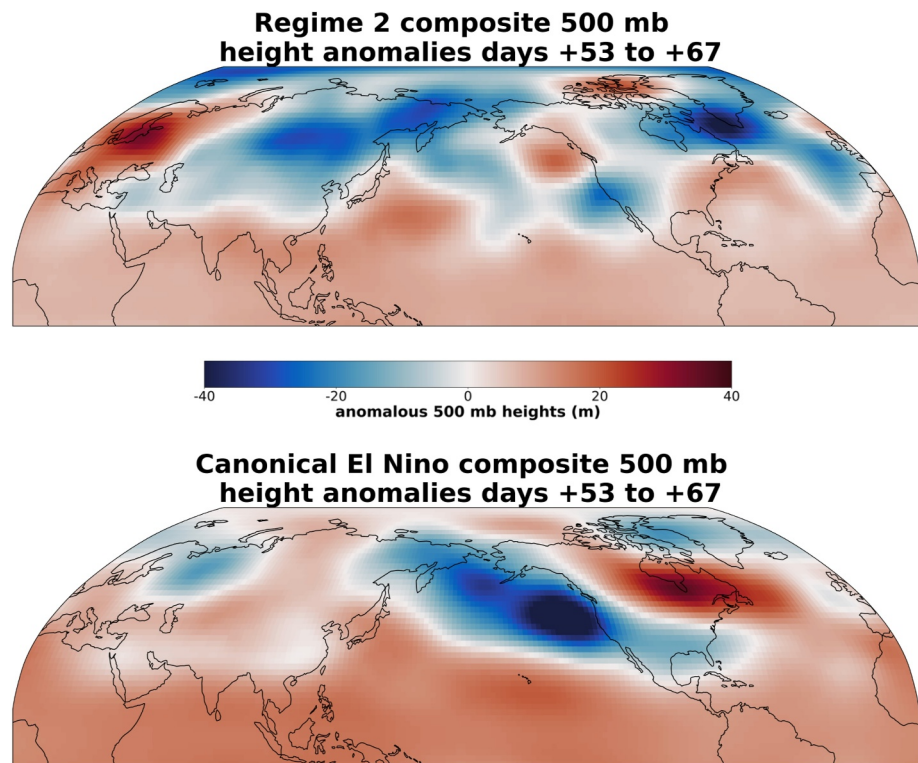 Regime 2 composite 500 mb
height anomalies days +53 to +67
-40 -20 0 20 40
anomalous 500 mb heights (m)
Canonical El Nino composite 500 mb
height anomalies days +53 to +67